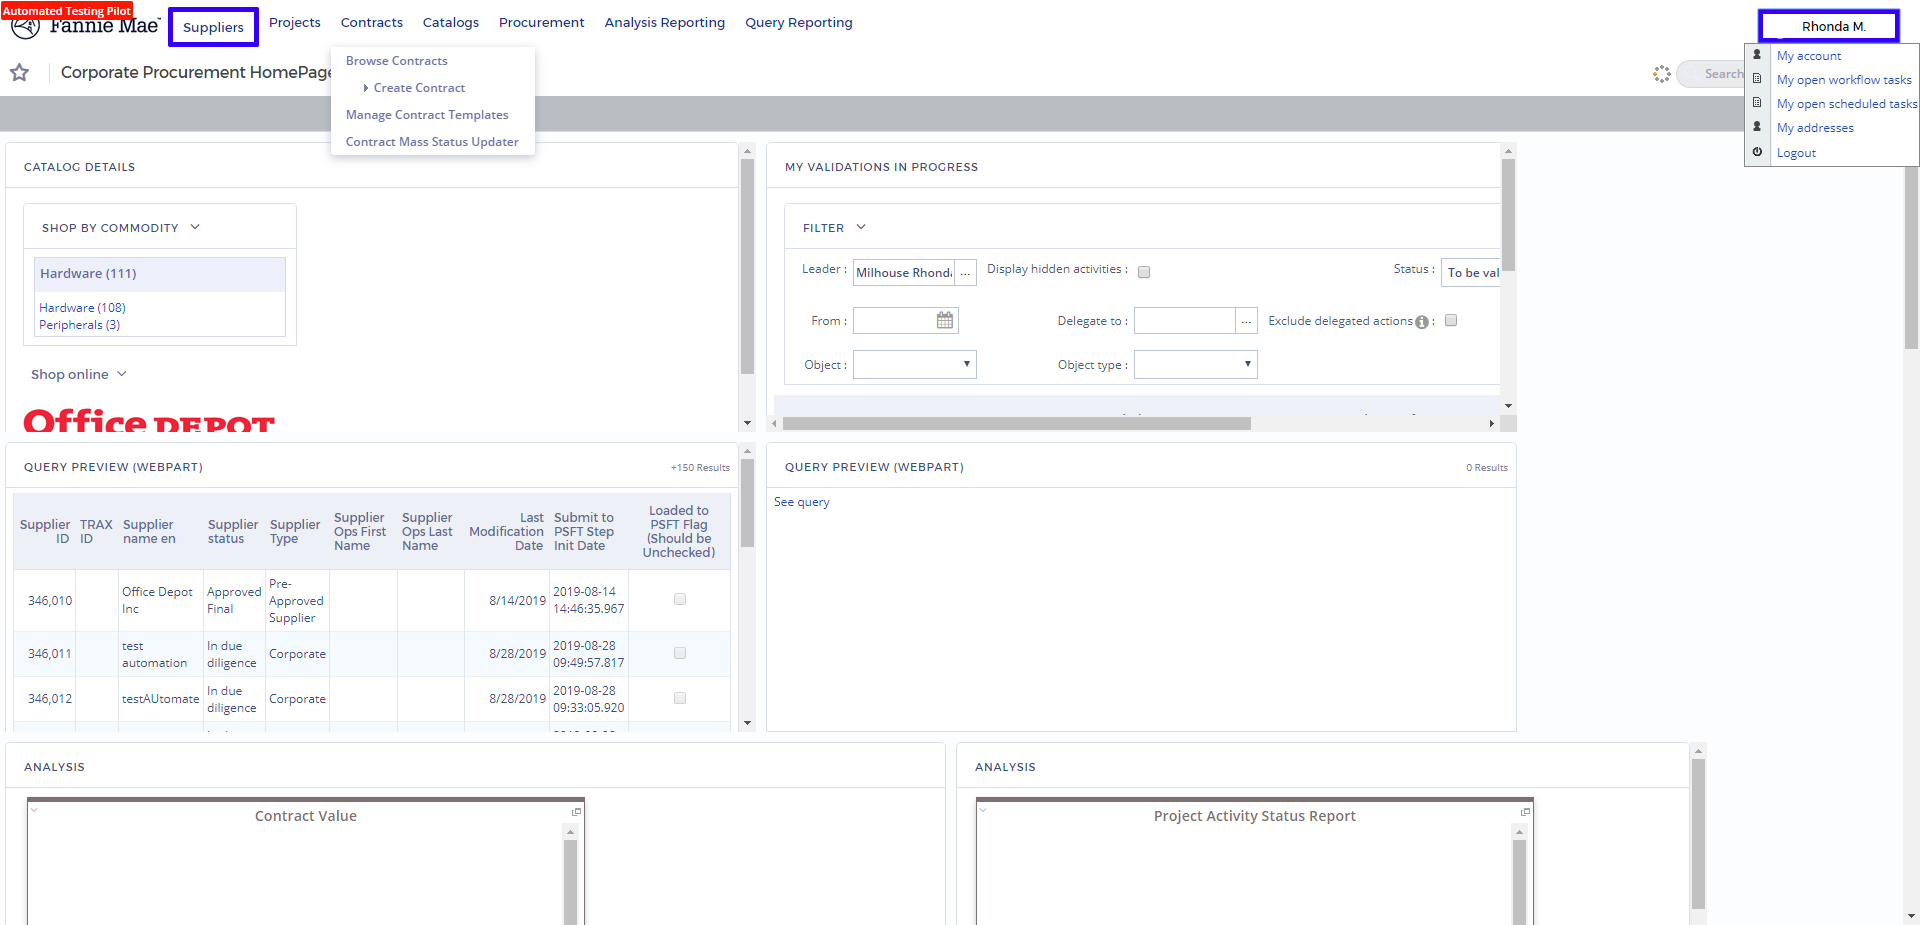 Automated Testing Pilot
Fannie Mae
Suppliers
Projects
Contracts
Catalogs
Procurement
Analysis Reporting
Query Reporting
Rhonda M.
Browse Contracts
Create Contract
Manage Contract Templates
Contract Mass Status Updater
Corporate Procurement HomePage
Search
My account
My open workflow tasks
My open scheduled tasks
My addresses
Logout
CATALOG DETAILS
SHOP BY COMMODITY
Hardware (111)
Hardware (108)
Peripherals (3)
Shop online
Office DEPOT
MY VALIDATIONS IN PROGRESS
FILTER
Leader : Milhouse Rhond ... Display hidden activities : Status : To be val
From : Delegate to : ... Exclude delegated actions :
Object : Object type :
QUERY PREVIEW (WEBPART) +150 Results
Supplier ID TRAX ID Supplier name en Supplier status Supplier Type Supplier Ops First Name Supplier Ops Last Name Last Modification Date Submit to PSFT Step Init Date Loaded to PSFT Flag (Should be Unchecked)
346,010 Office Depot Inc Approved Final Pre-Approved Supplier 8/14/2019 2019-08-14 14:46:35.967
346,011 test automation In due diligence Corporate 8/28/2019 2019-08-28 09:49:57.817
346,012 testAUtomate In due diligence Corporate 8/28/2019 2019-08-28 09:33:05.920
QUERY PREVIEW (WEBPART) 0 Results
See query
ANALYSIS
Contract Value
ANALYSIS
Project Activity Status Report